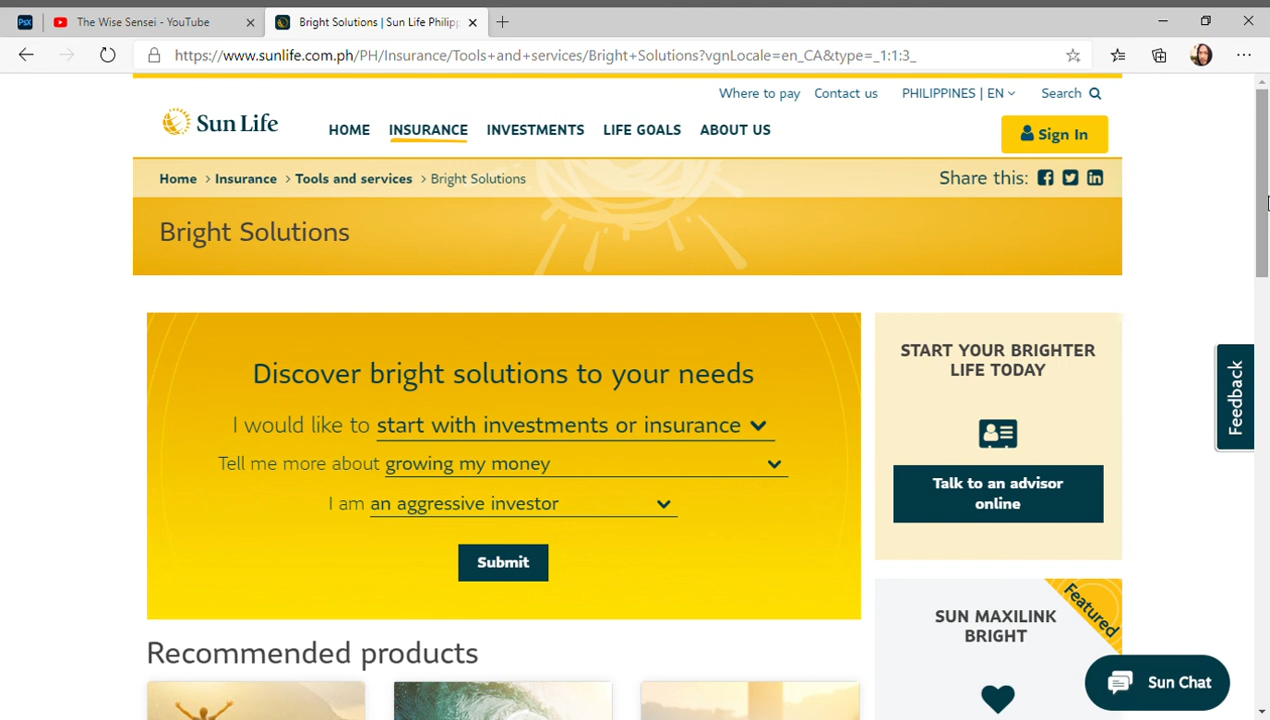 PsX
The Wise Sensei - YouTube
Bright Solutions | Sun Life Philipp
https://www.sunlife.com.ph/PH/Insurance/Tools+and+services/Bright+Solutions?vgnLocale=en_CA&type=_1:1:3_
Where to pay Contact us PHILIPPINES | EN Search
Sun Life
HOME INSURANCE INVESTMENTS LIFE GOALS ABOUT US
Sign In
Home > Insurance > Tools and services > Bright Solutions
Share this:
Bright Solutions
Discover bright solutions to your needs
I would like to start with investments or insurance
Tell me more about growing my money
I am an aggressive investor
Submit
START YOUR BRIGHTER
LIFE TODAY
Talk to an advisor
online
Feedback
Featured
SUN MAXILINK
BRIGHT
Recommended products
Sun Chat